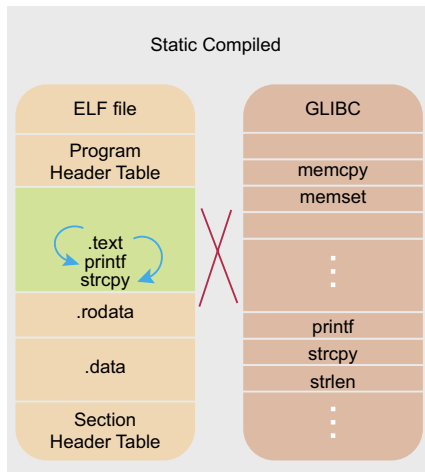 Static Compiled
ELF file
Program
Header Table
.text
printf
strcpy
.rodata
.data
Section
Header Table
GLIBC
memcpy
memset
printf
strcpy
strlen